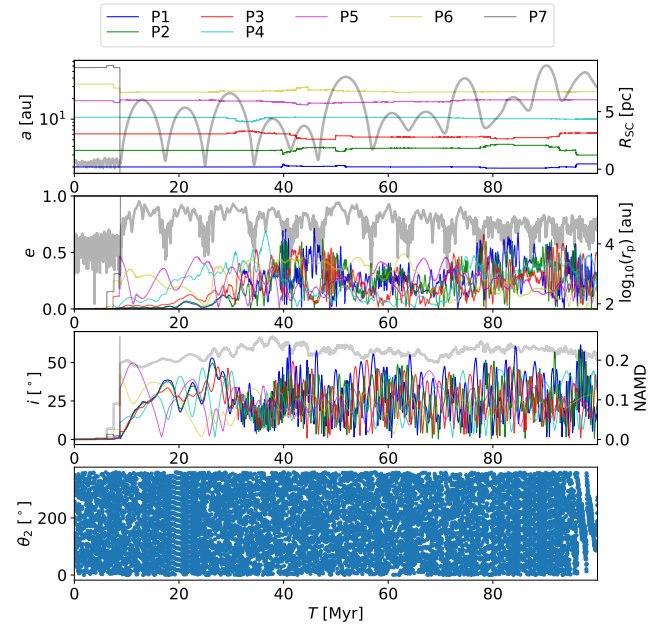 P1 P3 P5 P6 P7
P2 P4
10¹
a [au]
0
5
R_SC [pc]
0 20 40 60 80
0.0
0.5
1.0
e
2
4
log₁₀(r_p) [au]
0 20 40 60 80
0
25
50
i [°]
0.0
0.1
0.2
NAMD
0 20 40 60 80
0
200
θ₂ [°]
0 20 40 60 80
T [Myr]